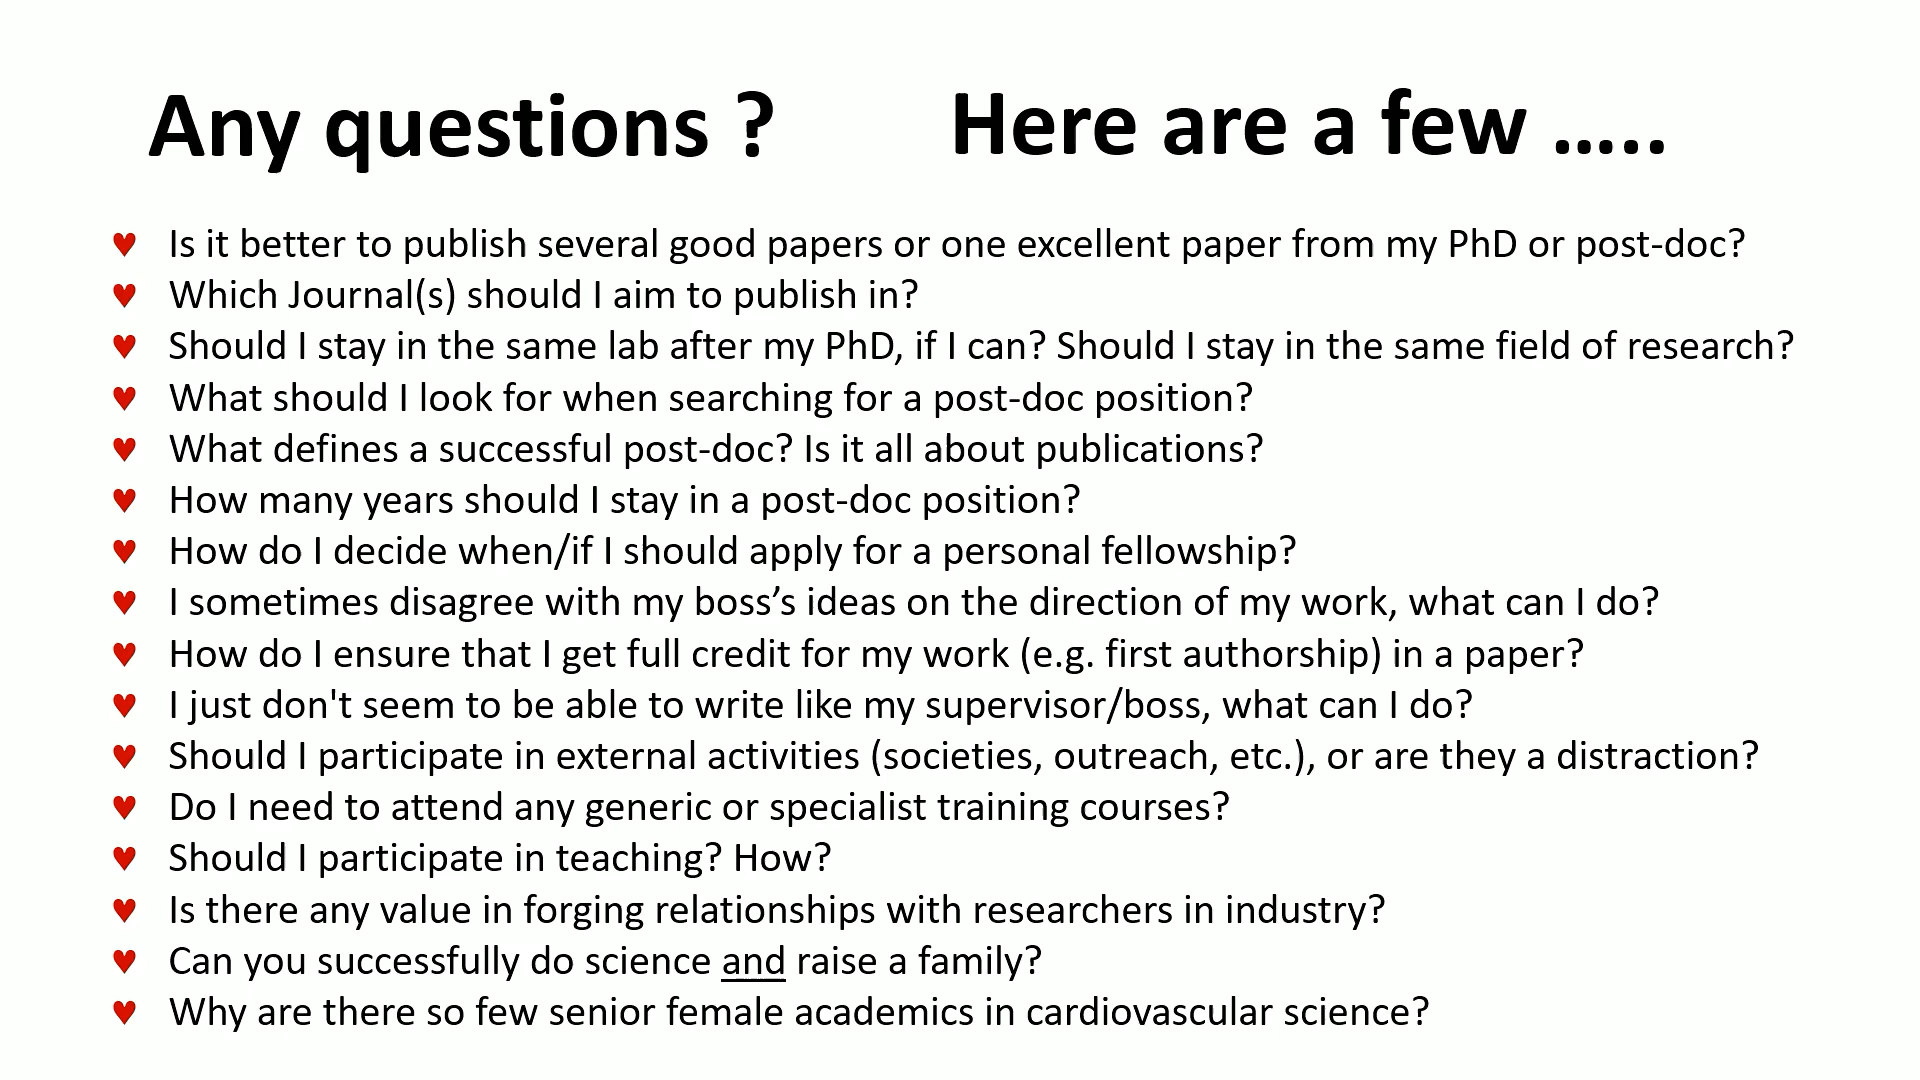 Any questions ? Here are a few …..
♥ Is it better to publish several good papers or one excellent paper from my PhD or post-doc?
♥ Which Journal(s) should I aim to publish in?
♥ Should I stay in the same lab after my PhD, if I can? Should I stay in the same field of research?
♥ What should I look for when searching for a post-doc position?
♥ What defines a successful post-doc? Is it all about publications?
♥ How many years should I stay in a post-doc position?
♥ How do I decide when/if I should apply for a personal fellowship?
♥ I sometimes disagree with my boss’s ideas on the direction of my work, what can I do?
♥ How do I ensure that I get full credit for my work (e.g. first authorship) in a paper?
♥ I just don't seem to be able to write like my supervisor/boss, what can I do?
♥ Should I participate in external activities (societies, outreach, etc.), or are they a distraction?
♥ Do I need to attend any generic or specialist training courses?
♥ Should I participate in teaching? How?
♥ Is there any value in forging relationships with researchers in industry?
♥ Can you successfully do science and raise a family?
♥ Why are there so few senior female academics in cardiovascular science?